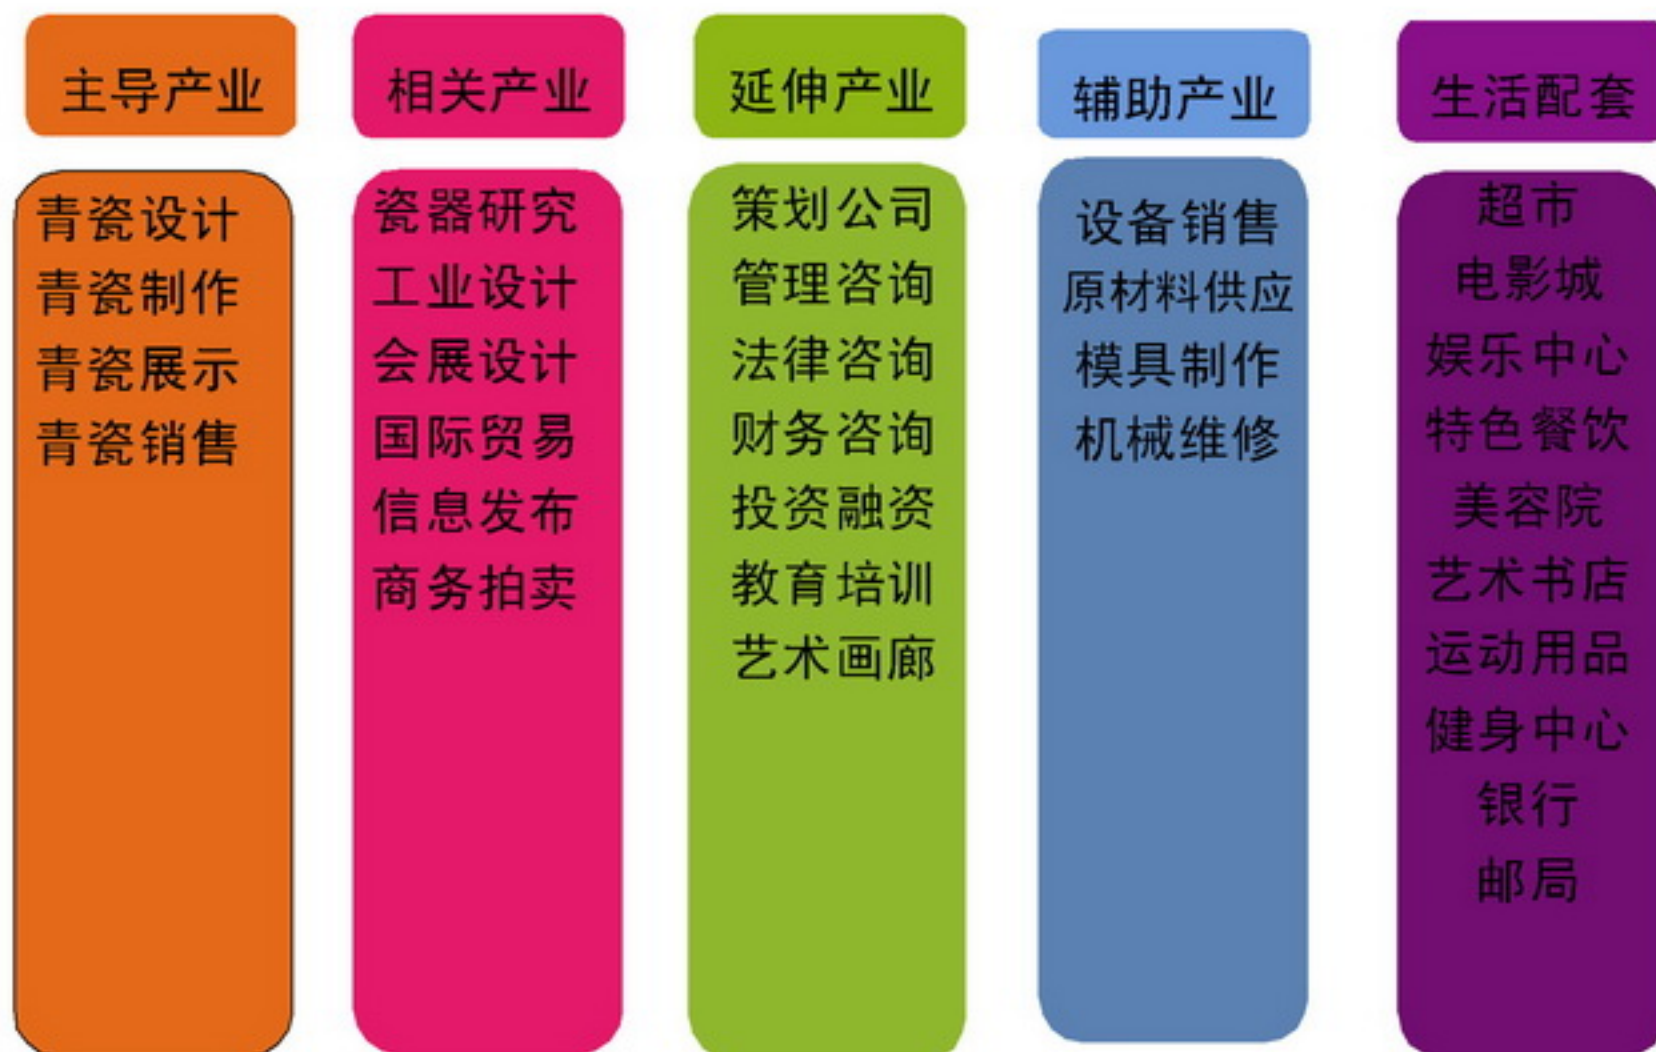 主导产业
青瓷设计
青瓷制作
青瓷展示
青瓷销售
相关产业
瓷器研究
工业设计
会展设计
国际贸易
信息发布
商务拍卖
延伸产业
策划公司
管理咨询
法律咨询
财务咨询
投资融资
教育培训
艺术画廊
辅助产业
设备销售
原材料供应
模具制作
机械维修
生活配套
超市
电影城
娱乐中心
特色餐饮
美容院
艺术书店
运动用品
健身中心
银行
邮局